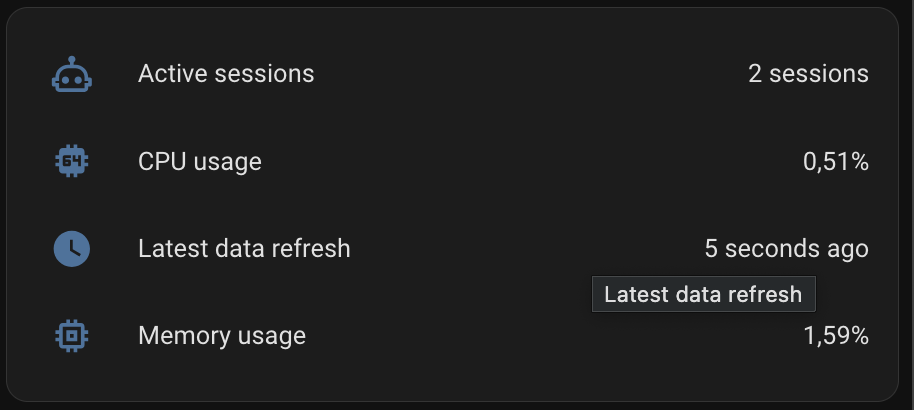 Active sessions 2 sessions
64 CPU usage 0,51%
Latest data refresh 5 seconds ago
Latest data refresh
Memory usage 1,59%